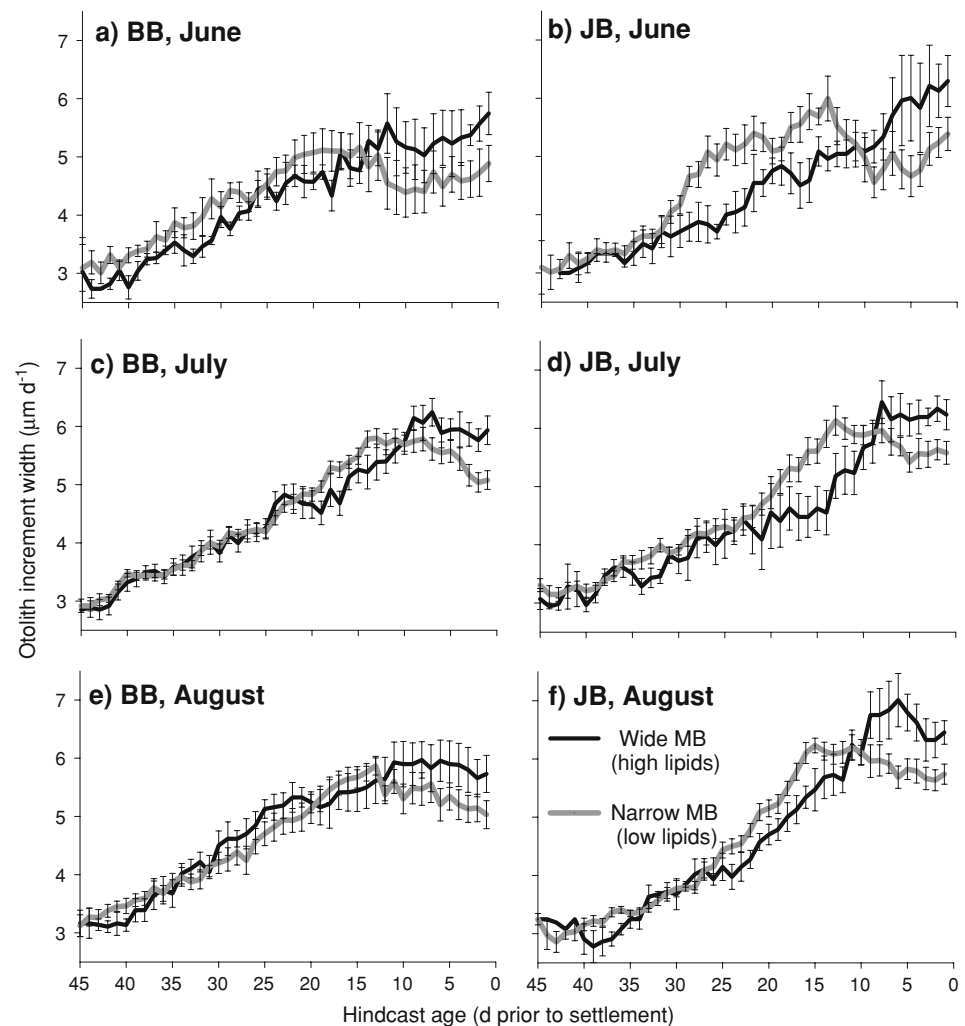 a) BB, June
b) JB, June
7
6
5
4
3
c) BB, July
d) JB, July
7
6
5
4
3
Otolith increment width (μm d⁻¹)
e) BB, August
f) JB, August
7
6
5
4
3
Wide MB
(high lipids)
Narrow MB
(low lipids)
45 40 35 30 25 20 15 10 5 0
45 40 35 30 25 20 15 10 5 0
Hindcast age (d prior to settlement)